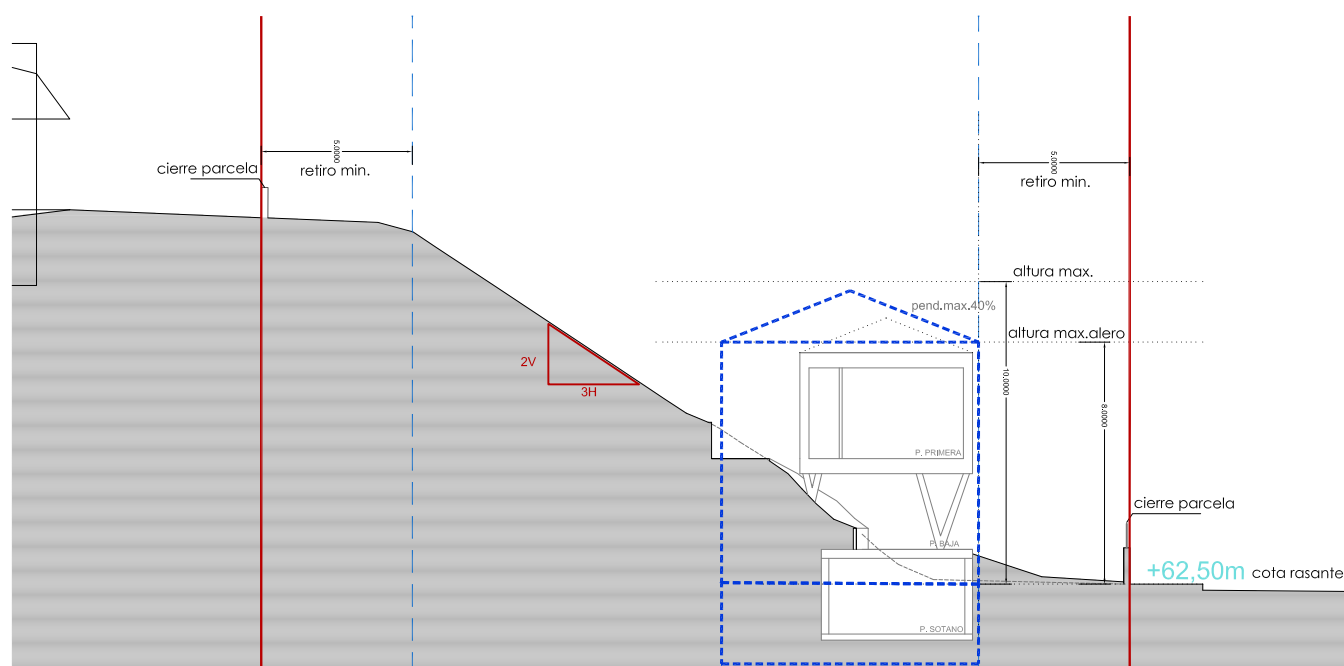 5.0000
cierre parcela
retiro min.
5.0000
retiro min.
altura max.
pend.max.40%
altura max.alero
2V
3H
10.0000
8.0000
P. PRIMERA
cierre parcela
P. BAJA
+62,50m cota rasante
P. SOTANO